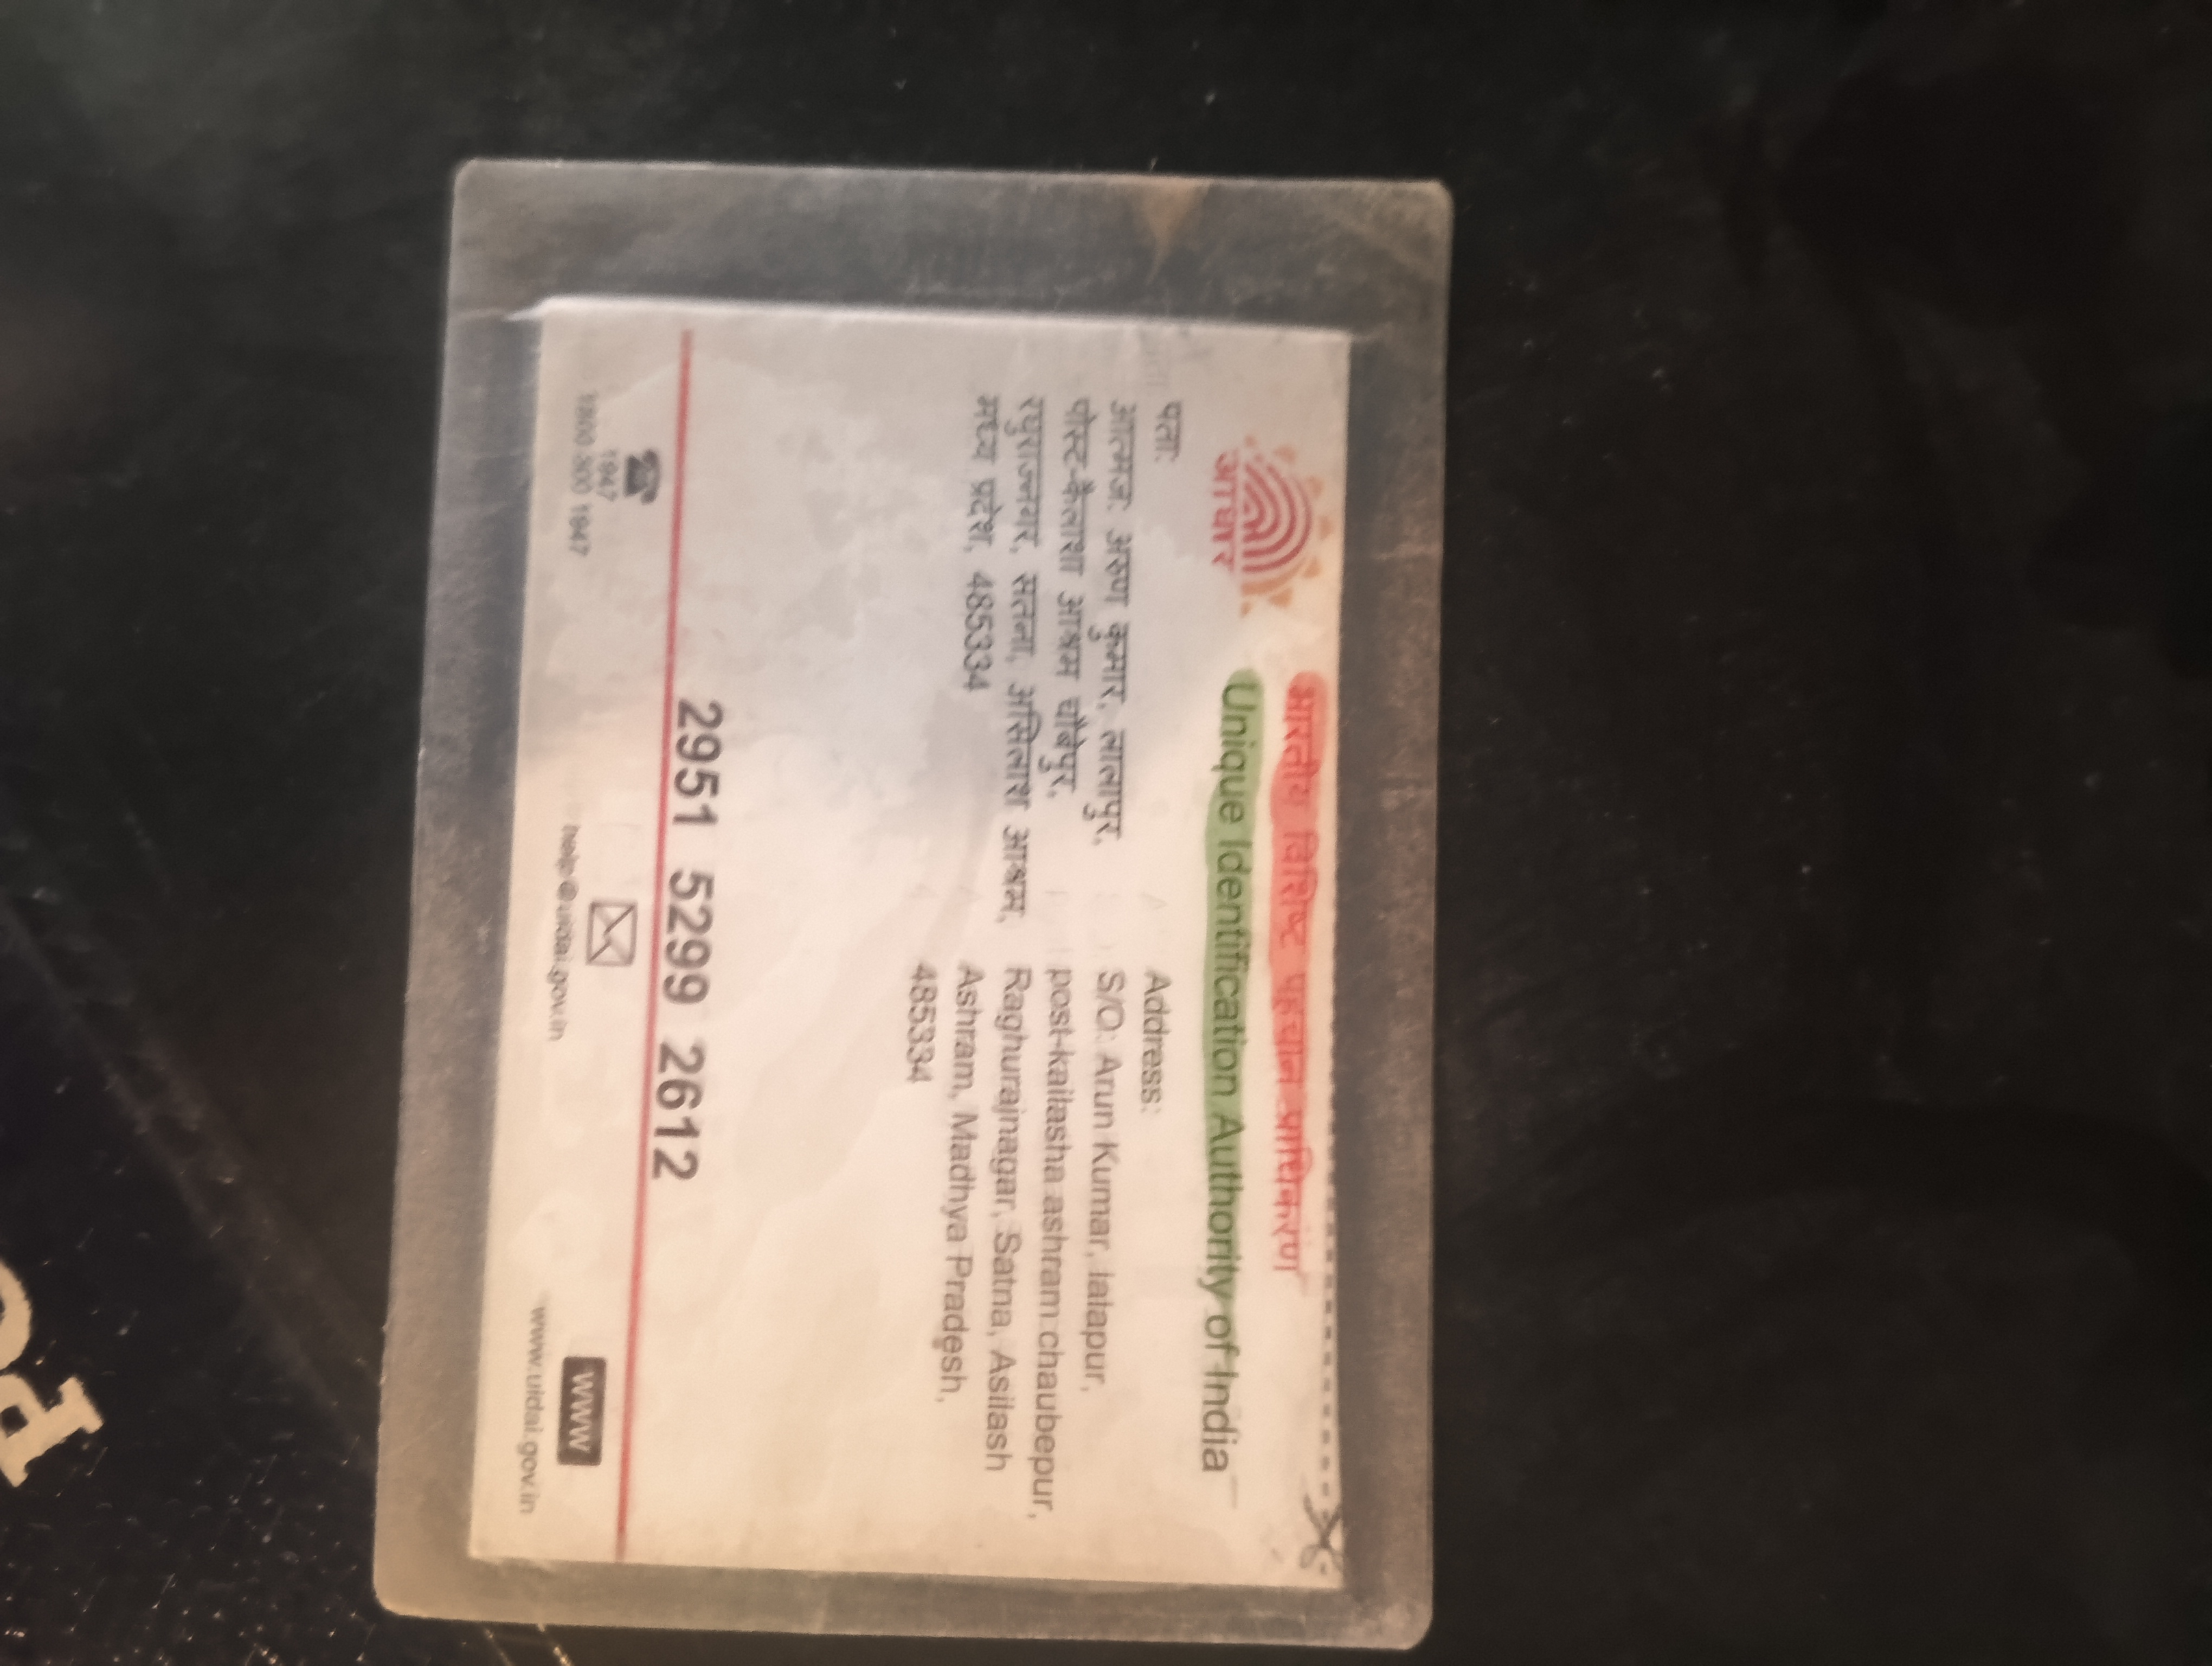 भारतीय विशिष्ट पहचान प्राधिकरण
Unique Identification Authority of India
आधार
पता:
आत्मज: अरुण कुमार, लालापुर,
पोस्ट-कैलाशा आश्रम चौबेपुर,
रघुराजनगर, सतना, असिलाश आश्रम,
मध्य प्रदेश, 485334
Address:
S/O: Arun Kumar, lalapur,
post-kailasha ashram chaubepur,
Raghurajnagar, Satna, Asilash
Ashram, Madhya Pradesh,
485334
2951 5299 2612
1947
1800 300 1947
help@uidai.gov.in
www
www.uidai.gov.in